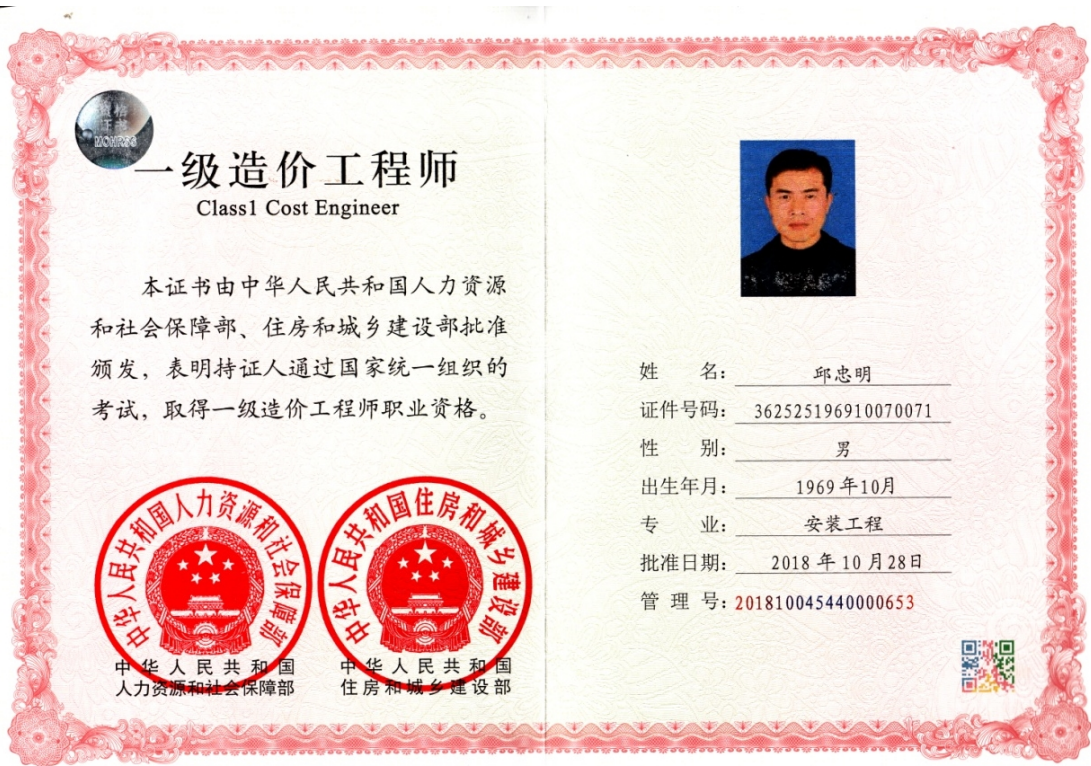 资格
证书
MOHRSS
一级造价工程师
Class1 Cost Engineer
本证书由中华人民共和国人力资源
和社会保障部、住房和城乡建设部批准
颁发，表明持证人通过国家统一组织的
考试，取得一级造价工程师职业资格。
中华人民共和国人力资源和社会保障部
中华人民共和国住房和城乡建设部
中华人民共和国
人力资源和社会保障部
中华人民共和国
住房和城乡建设部
姓 名：邱忠明
证件号码：362525196910070071
性 别：男
出生年月：1969年10月
专 业：安装工程
批准日期：2018年10月28日
管 理 号：201810045440000653